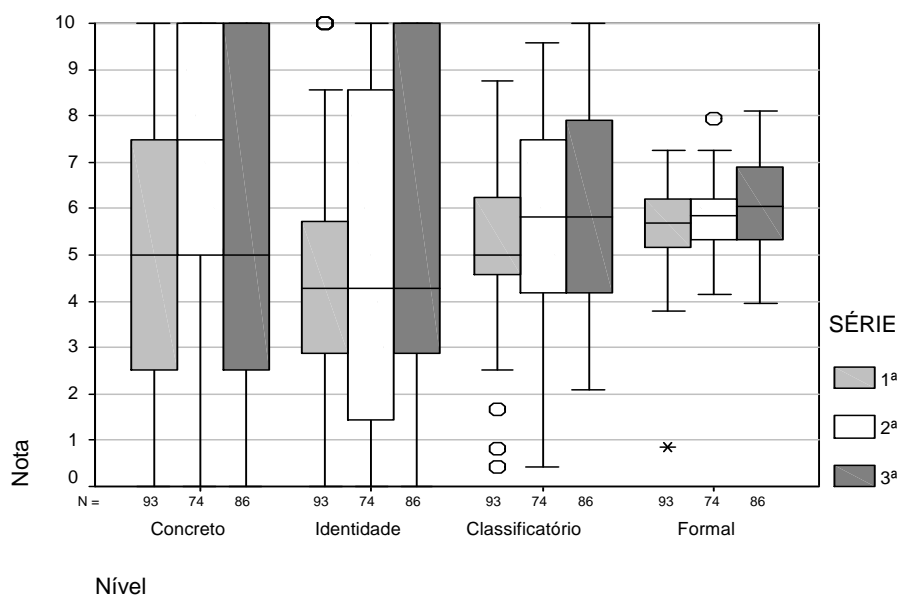 10
9
8
7
6
5
4
3
2
1
0
Nota
N =
93 74 86 93 74 86 93 74 86 93 74 86
Concreto Identidade Classificatório Formal
Nível
SÉRIE
1ª
2ª
3ª